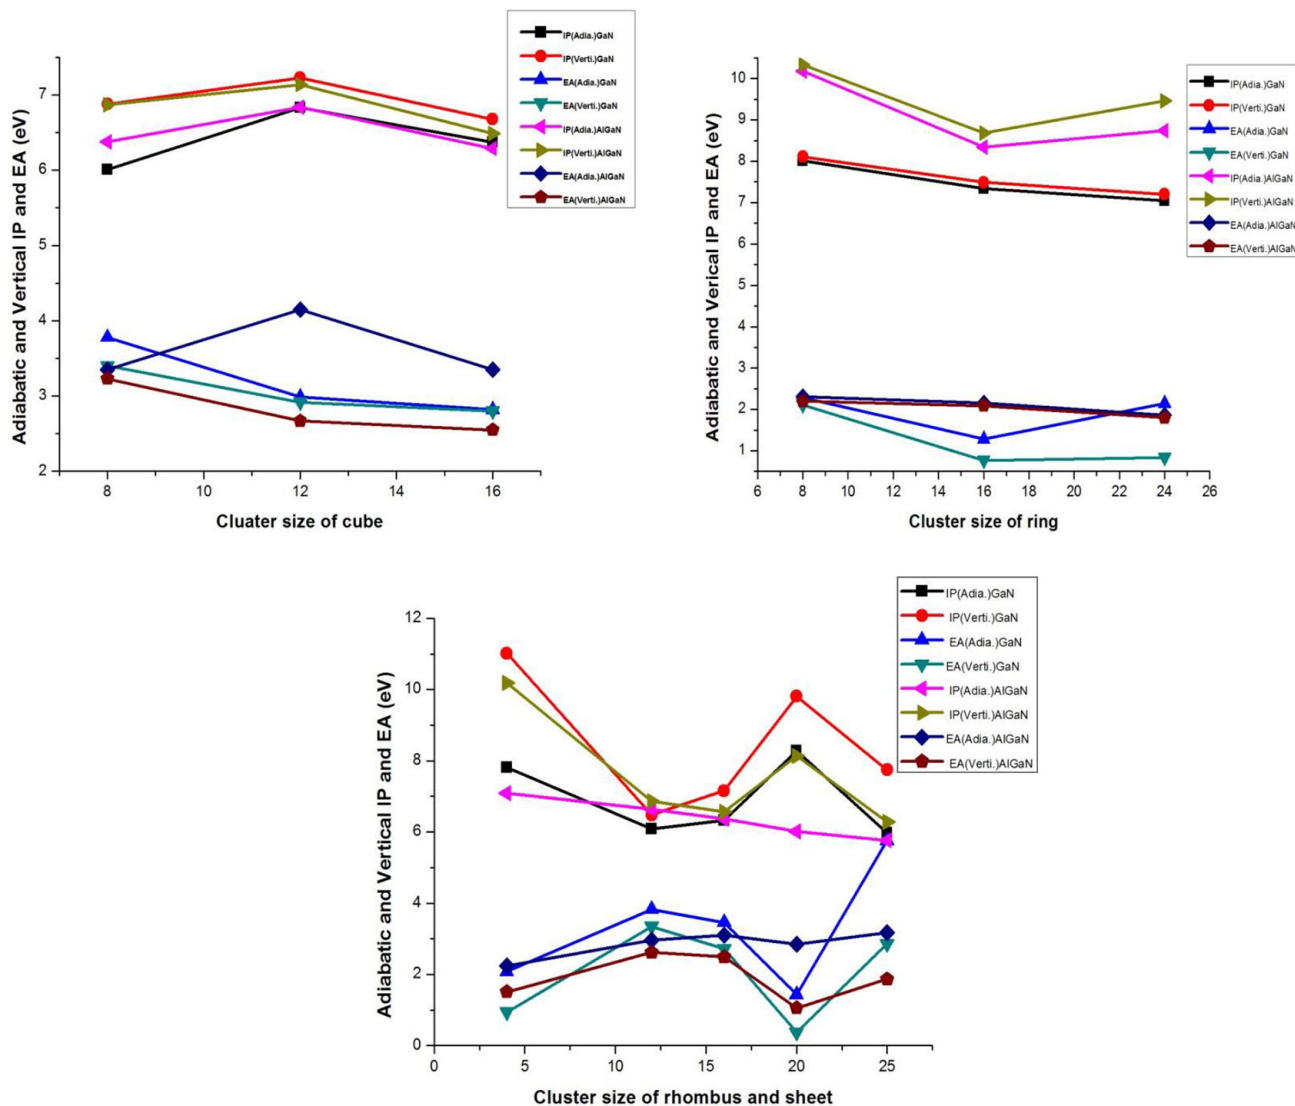 IP(Adia.)GaN
IP(Verti.)GaN
EA(Adia.)GaN
EA(Verti.)GaN
IP(Adia.)AlGaN
IP(Verti.)AlGaN
EA(Adia.)AlGaN
EA(Verti.)AlGaN
Adiabatic and Vertical IP and EA (eV)
7
6
5
4
3
2
8 10 12 14 16
Cluater size of cube
IP(Adia.)GaN
IP(Verti.)GaN
EA(Adia.)GaN
EA(Verti.)GaN
IP(Adia.)AlGaN
IP(Verti.)AlGaN
EA(Adia.)AlGaN
EA(Verti.)AlGaN
Adiabatic and Verical IP and EA (eV)
10
9
8
7
6
5
4
3
2
1
6 8 10 12 14 16 18 20 22 24 26
Cluster size of ring
IP(Adia.)GaN
IP(Verti.)GaN
EA(Adia.)GaN
EA(Verti.)GaN
IP(Adia.)AlGaN
IP(Verti.)AlGaN
EA(Adia.)AlGaN
EA(Verti.)AlGaN
Adiabatic and Vertical IP and EA (eV)
12
10
8
6
4
2
0
0 5 10 15 20 25
Cluster size of rhombus and sheet